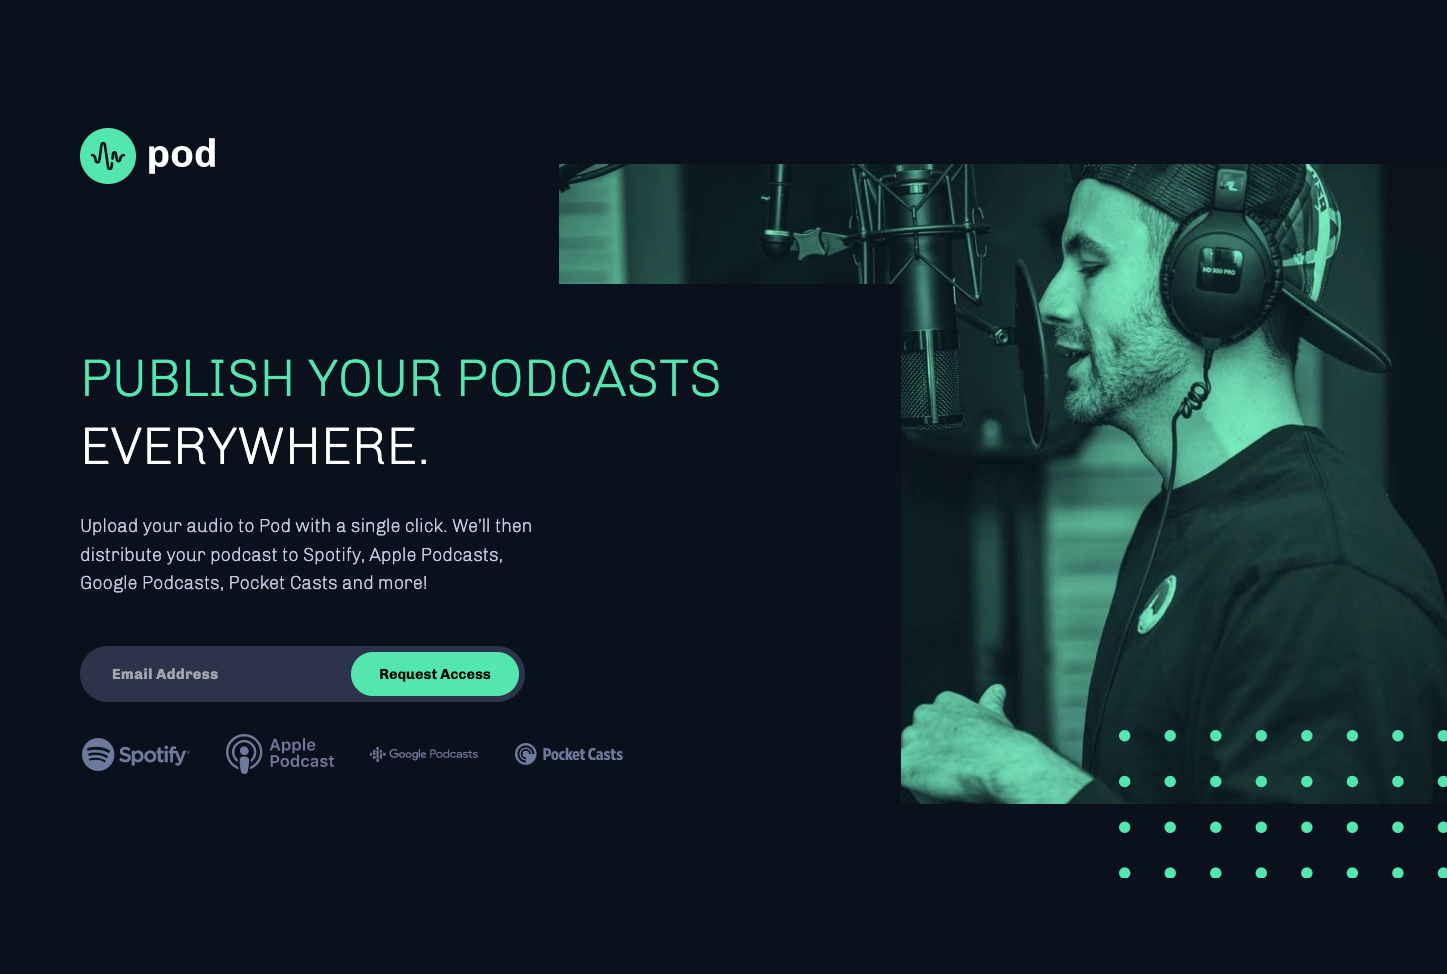 pod
HD 300 PRO
PUBLISH YOUR PODCASTS
EVERYWHERE.
Upload your audio to Pod with a single click. We’ll then
distribute your podcast to Spotify, Apple Podcasts,
Google Podcasts, Pocket Casts and more!
Email Address
Request Access
Spotify
Apple
Podcast
Google Podcasts
Pocket Casts